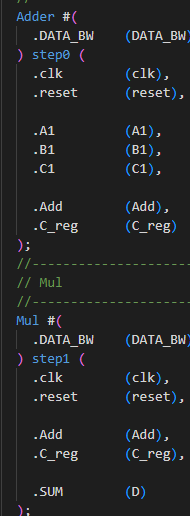 //
Adder #(
.DATA_BW (DATA_BW)
) step0 (
.clk (clk),
.reset (reset),
.A1 (A1),
.B1 (B1),
.C1 (C1),
.Add (Add),
.C_reg (C_reg)
);
//---------------------
// Mul
//---------------------
Mul #(
.DATA_BW (DATA_BW)
) step1 (
.clk (clk),
.reset (reset),
.Add (Add),
.C_reg (C_reg),
.SUM (D)
);